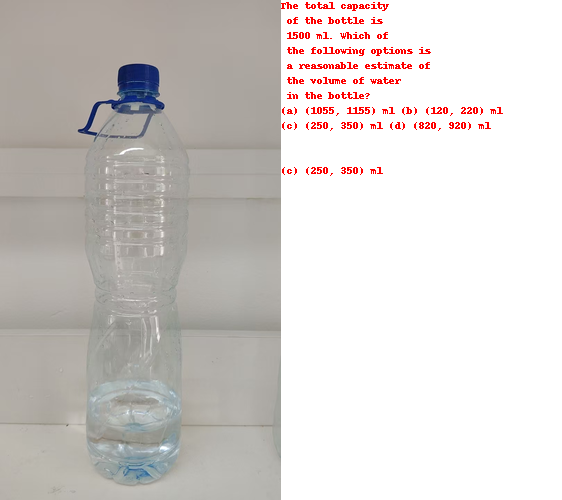 The total capacity
of the bottle is
1500 ml. Which of
the following options is
a reasonable estimate of
the volume of water
in the bottle?
(a) (1055, 1155) ml (b) (120, 220) ml
(c) (250, 350) ml (d) (820, 920) ml
(c) (250, 350) ml